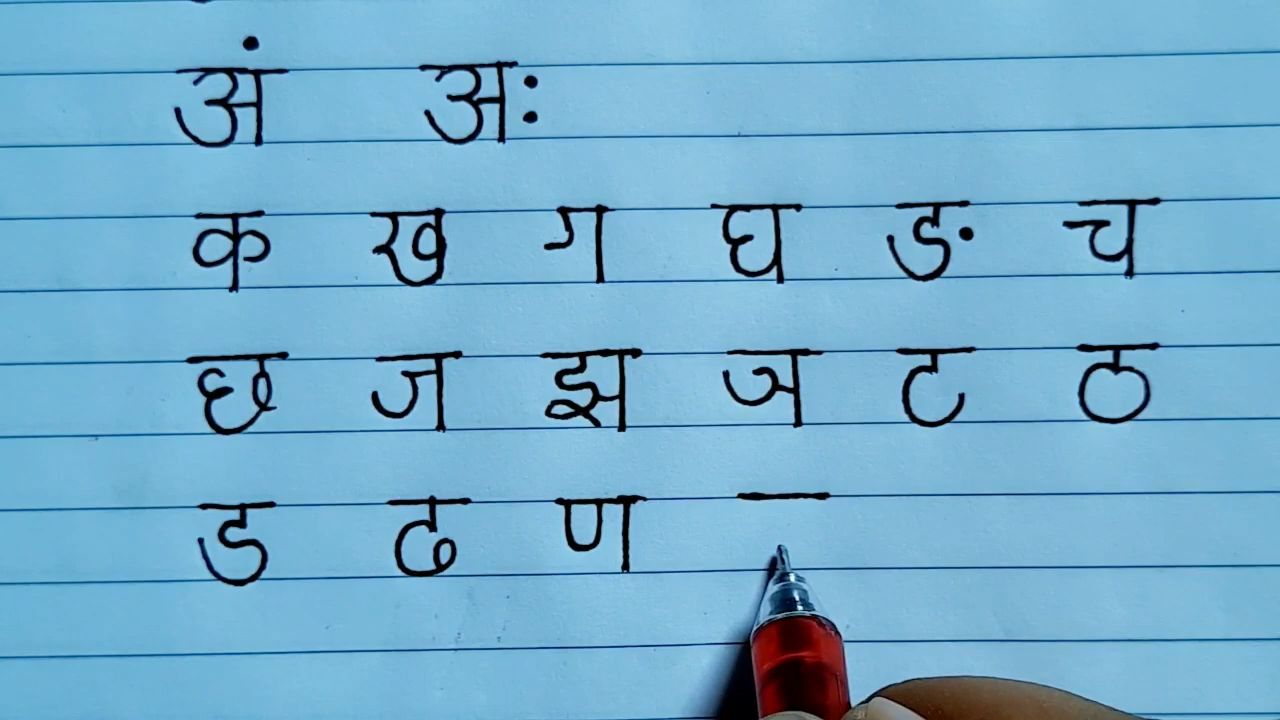 अं अः
क ख ग घ ङ च
छ ज झ ञ ट ठ
ड ढ ण